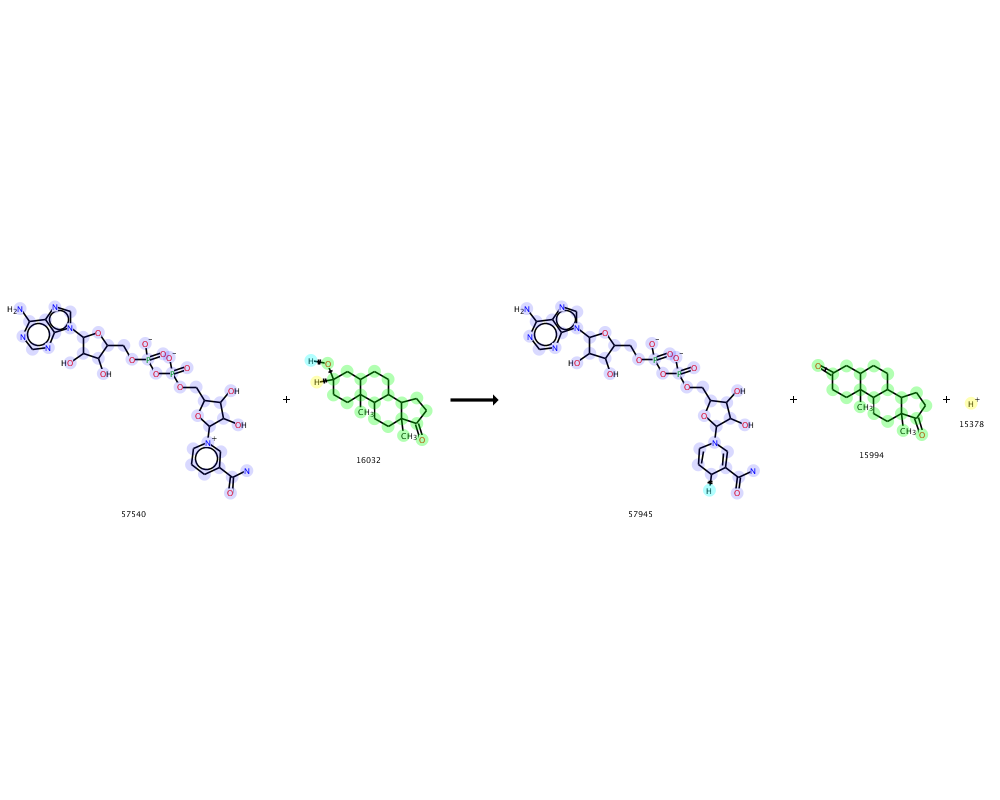 H2N N N N N O HO OH O O- P O O- O P O O O OH OH N+ N O
57540
+
H O H CH3 CH3 O
16032
H2N N N N N O HO OH O O- P O O- O P O O O OH OH N N O H
57945
+
O CH3 CH3 O
15994
+
H+
15378